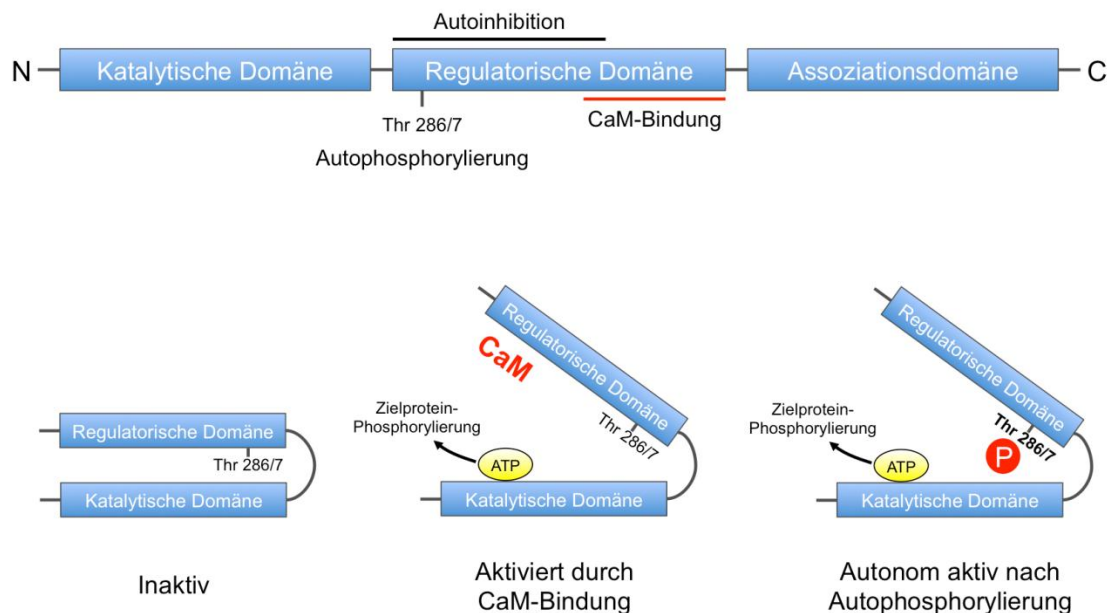 Autoinhibition
N
Katalytische Domäne
Regulatorische Domäne
Assoziationsdomäne
C
Thr 286/7
CaM-Bindung
Autophosphorylierung
Regulatorische Domäne
Thr 286/7
Katalytische Domäne
Inaktiv
Regulatorische Domäne
CaM
Thr 286/7
Zielprotein-
Phosphorylierung
ATP
Katalytische Domäne
Aktiviert durch
CaM-Bindung
Regulatorische Domäne
Thr 286/7
P
Zielprotein-
Phosphorylierung
ATP
Katalytische Domäne
Autonom aktiv nach
Autophosphorylierung